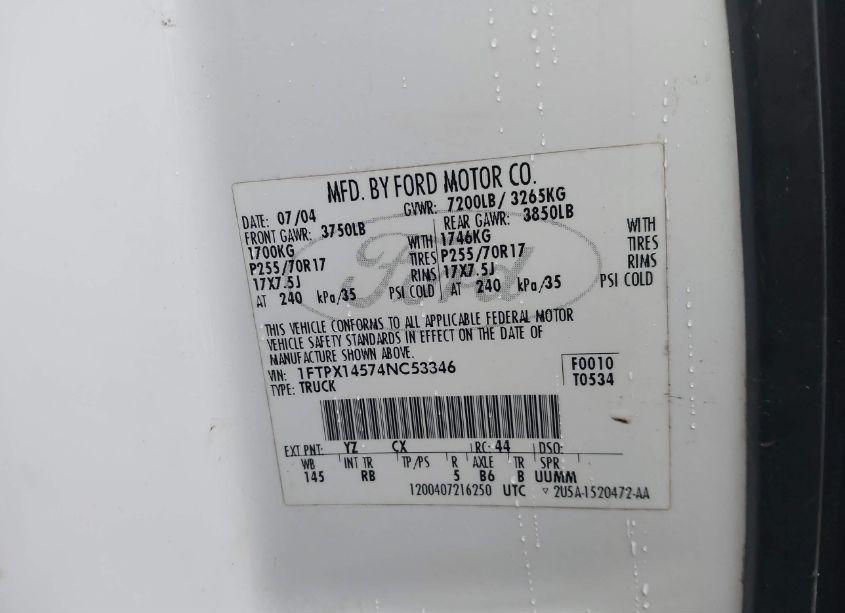 MFD. BY FORD MOTOR CO.
DATE: 07/04 GVWR: 7200LB / 3265KG
FRONT GAWR: 3750LB REAR GAWR: 3850LB
1700KG WITH 1746KG WITH
P255/70R17 TIRES P255/70R17 TIRES
17X7.5J RIMS 17X7.5J RIMS
AT 240 kPa/35 PSI COLD AT 240 kPa/35 PSI COLD
Ford
THIS VEHICLE CONFORMS TO ALL APPLICABLE FEDERAL MOTOR
VEHICLE SAFETY STANDARDS IN EFFECT ON THE DATE OF
MANUFACTURE SHOWN ABOVE.
VIN: 1FTPX14574NC53346 F0010
TYPE: TRUCK T0534
EXT PNT: YZ CX RC: 44 DSO:
WB INT TR TP/PS R AXLE TR SPR
145 RB 5 B6 B UUMM
1200407216250 UTC ▽ 2U5A-1520472-AA